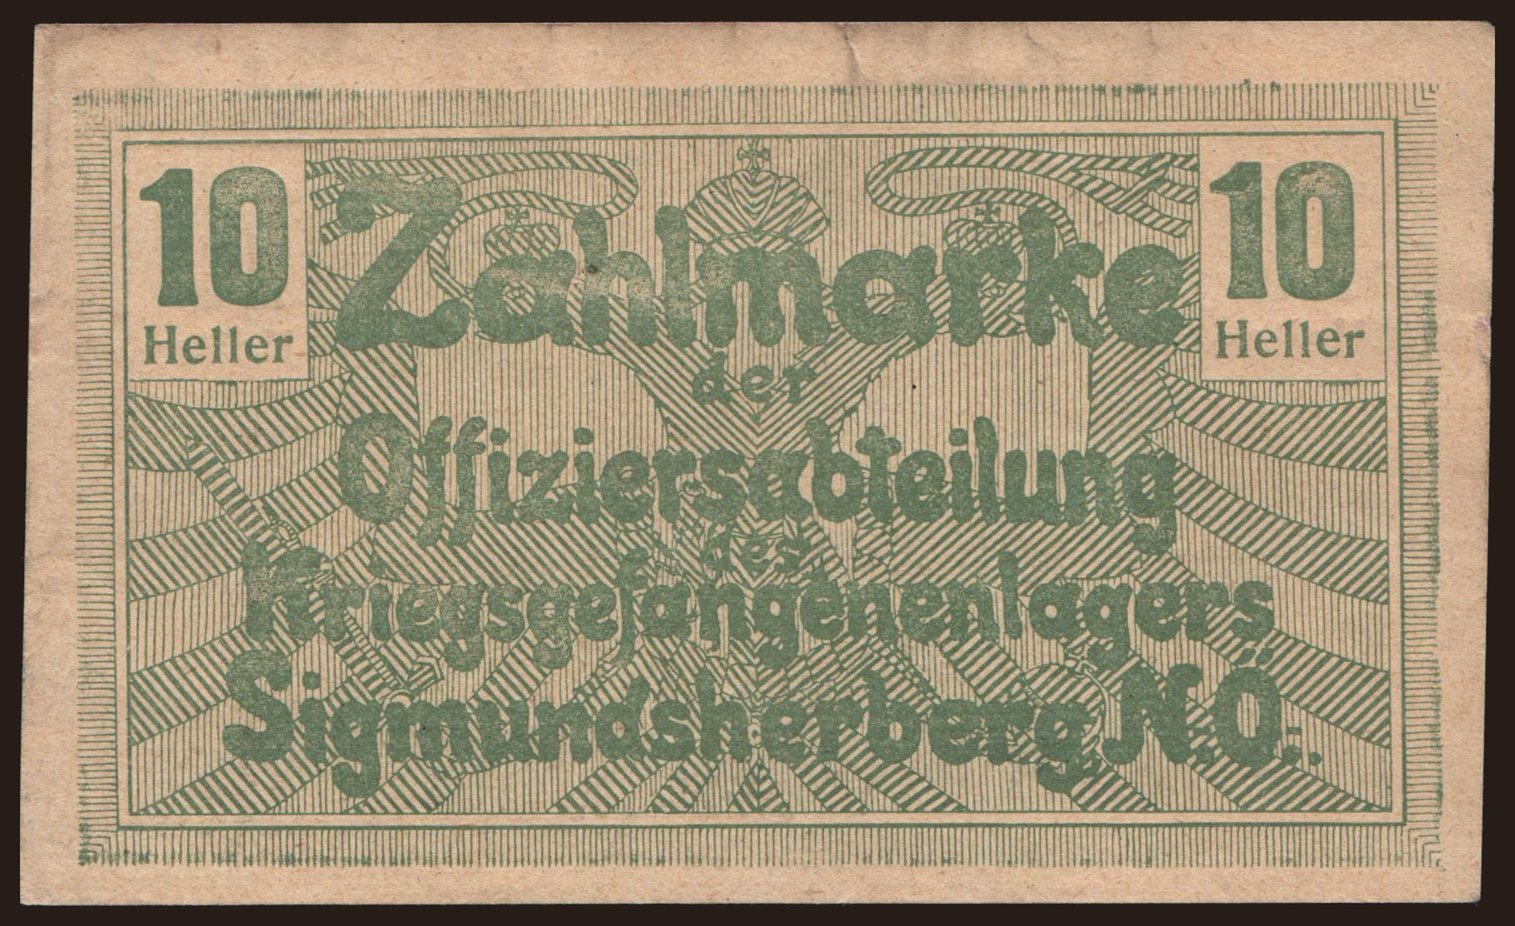 10 Heller
Zahlmarke
10 Heller
der
Offiziersabteilung
des
Kriegsgefangenenlagers
Sigmundsherberg, N.Ö.